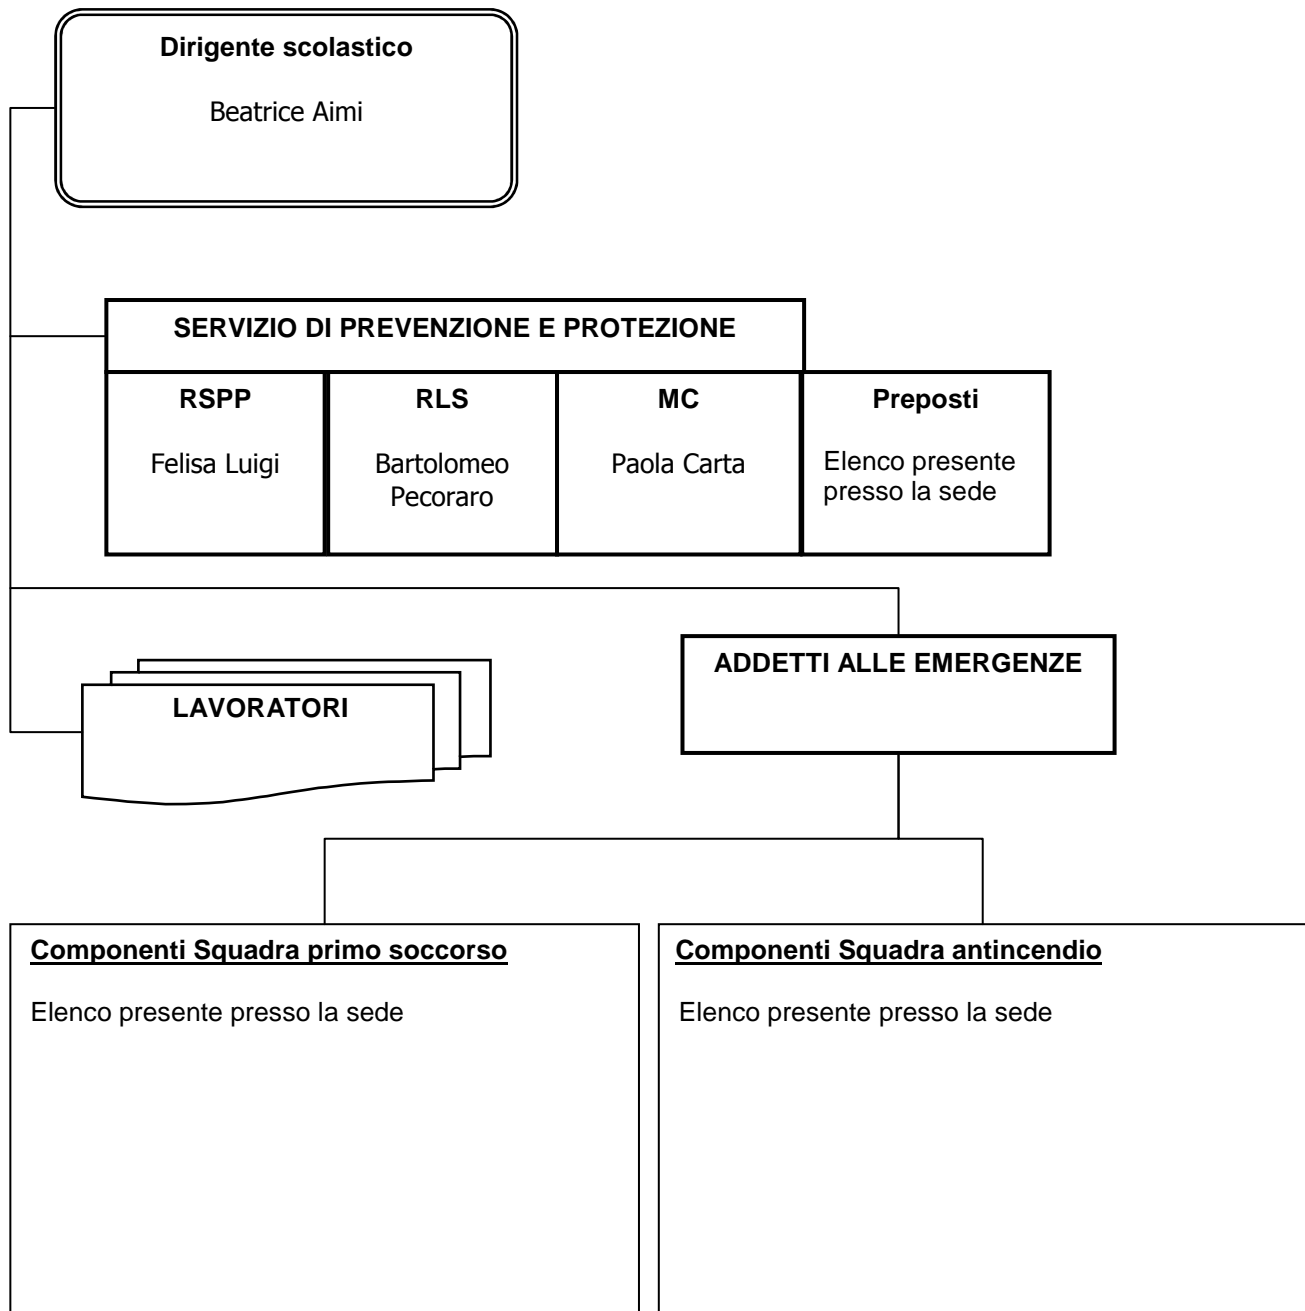 Dirigente scolastico
Beatrice Aimi
SERVIZIO DI PREVENZIONE E PROTEZIONE
RSPP
Felisa Luigi
RLS
Bartolomeo
Pecoraro
MC
Paola Carta
Preposti
Elenco presente
presso la sede
LAVORATORI
ADDETTI ALLE EMERGENZE
Componenti Squadra primo soccorso
Elenco presente presso la sede
Componenti Squadra antincendio
Elenco presente presso la sede